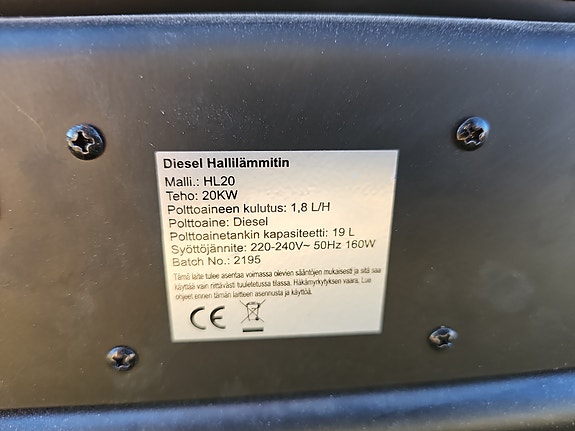 Diesel Hallilämmitin
Malli.: HL20
Teho: 20KW
Polttoaineen kulutus: 1,8 L/H
Polttoaine: Diesel
Polttoainetankin kapasiteetti: 19 L
Syöttöjännite: 220-240V~ 50Hz 160W
Batch No.: 2195
Tämä laite tulee asentaa voimassa olevien sääntöjen mukaisesti ja sitä saa
käyttää vain riittävästi tuuletetussa tilassa. Häkämyrkytyksen vaara. Lue
ohjeet ennen tämän laitteen asennusta ja käyttöä.
CE